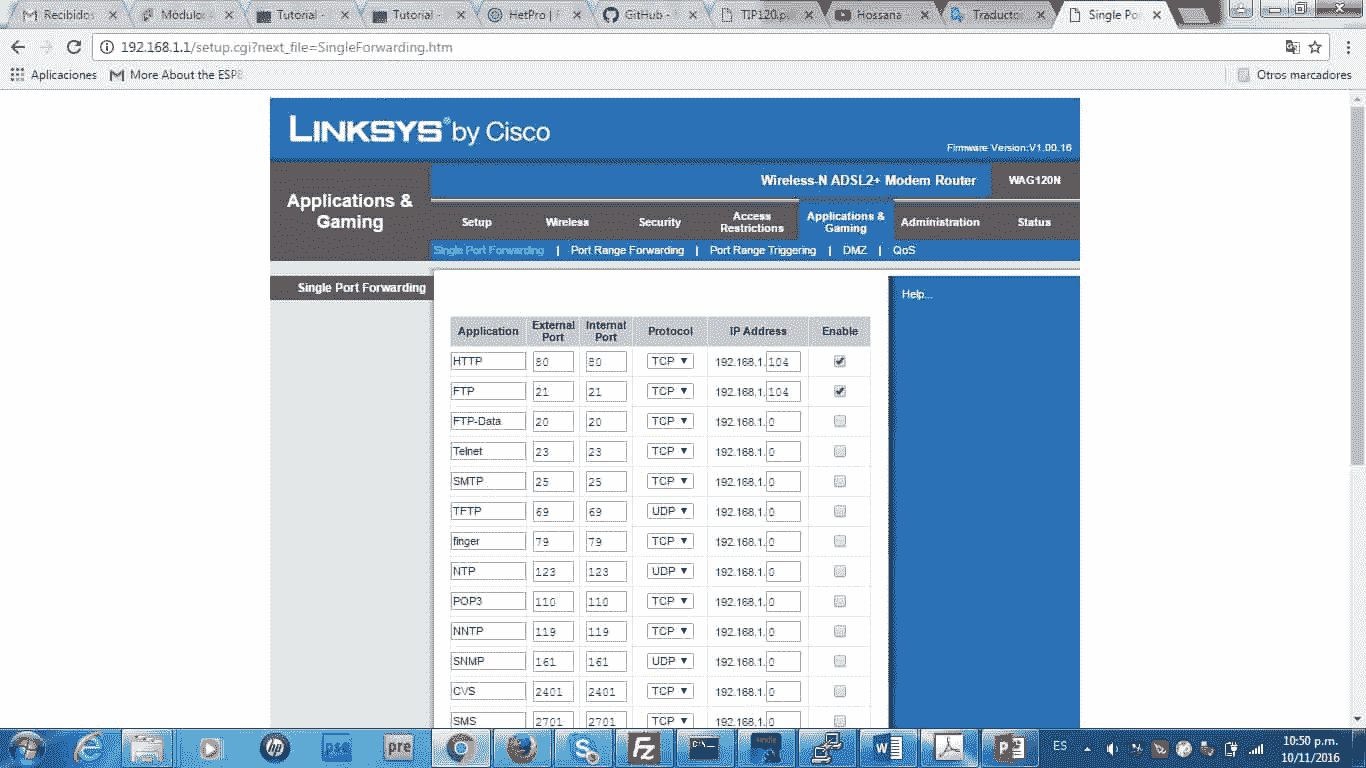 Recibidos
Módulo
Tutorial -
Tutorial
HetPro |
GitHub -
TIP120.p
Hossana
Traducto
Single Po
192.168.1.1/setup.cgi?next_file=SingleForwarding.htm
Aplicaciones
More About the ESP8
Otros marcadores
LINKSYS® by Cisco
Firmware Version:V1.00.16
Wireless-N ADSL2+ Modem Router
WAG120N
Applications &
Gaming
Setup
Wireless
Security
Access
Restrictions
Applications &
Gaming
Administration
Status
Single Port Forwarding | Port Range Forwarding | Port Range Triggering | DMZ | QoS
Single Port Forwarding
Help...
Application External Port Internal Port Protocol IP Address Enable
HTTP 80 80 TCP 192.168.1.104
FTP 21 21 TCP 192.168.1.104
FTP-Data 20 20 TCP 192.168.1.0
Telnet 23 23 TCP 192.168.1.0
SMTP 25 25 TCP 192.168.1.0
TFTP 69 69 UDP 192.168.1.0
finger 79 79 TCP 192.168.1.0
NTP 123 123 UDP 192.168.1.0
POP3 110 110 TCP 192.168.1.0
NNTP 119 119 TCP 192.168.1.0
SNMP 161 161 UDP 192.168.1.0
CVS 2401 2401 TCP 192.168.1.0
SMS 2701 2701 TCP 192.168.1.0
hp
pse
pre
Fz
C:\
kindle
W
P
ES
10:50 p.m.
10/11/2016